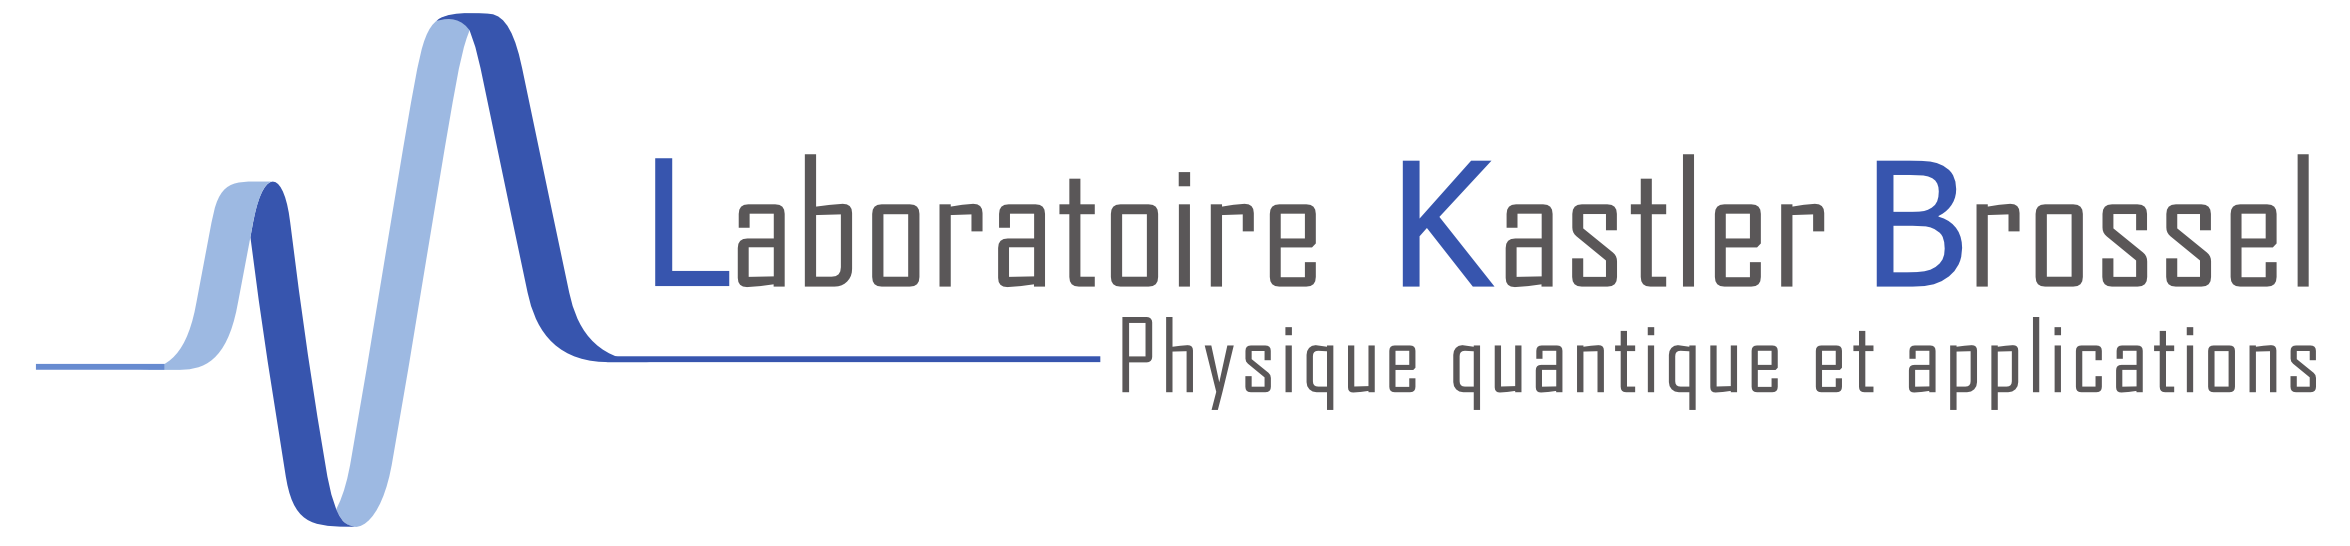 Laboratoire Kastler Brossel
Physique quantique et applications